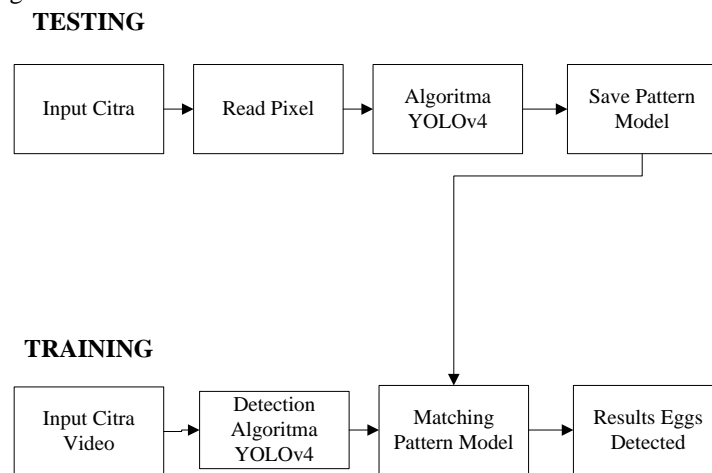 g
TESTING
Input Citra
Read Pixel
Algoritma
YOLOv4
Save Pattern
Model
TRAINING
Input Citra
Video
Detection
Algoritma
YOLOv4
Matching
Pattern Model
Results Eggs
Detected